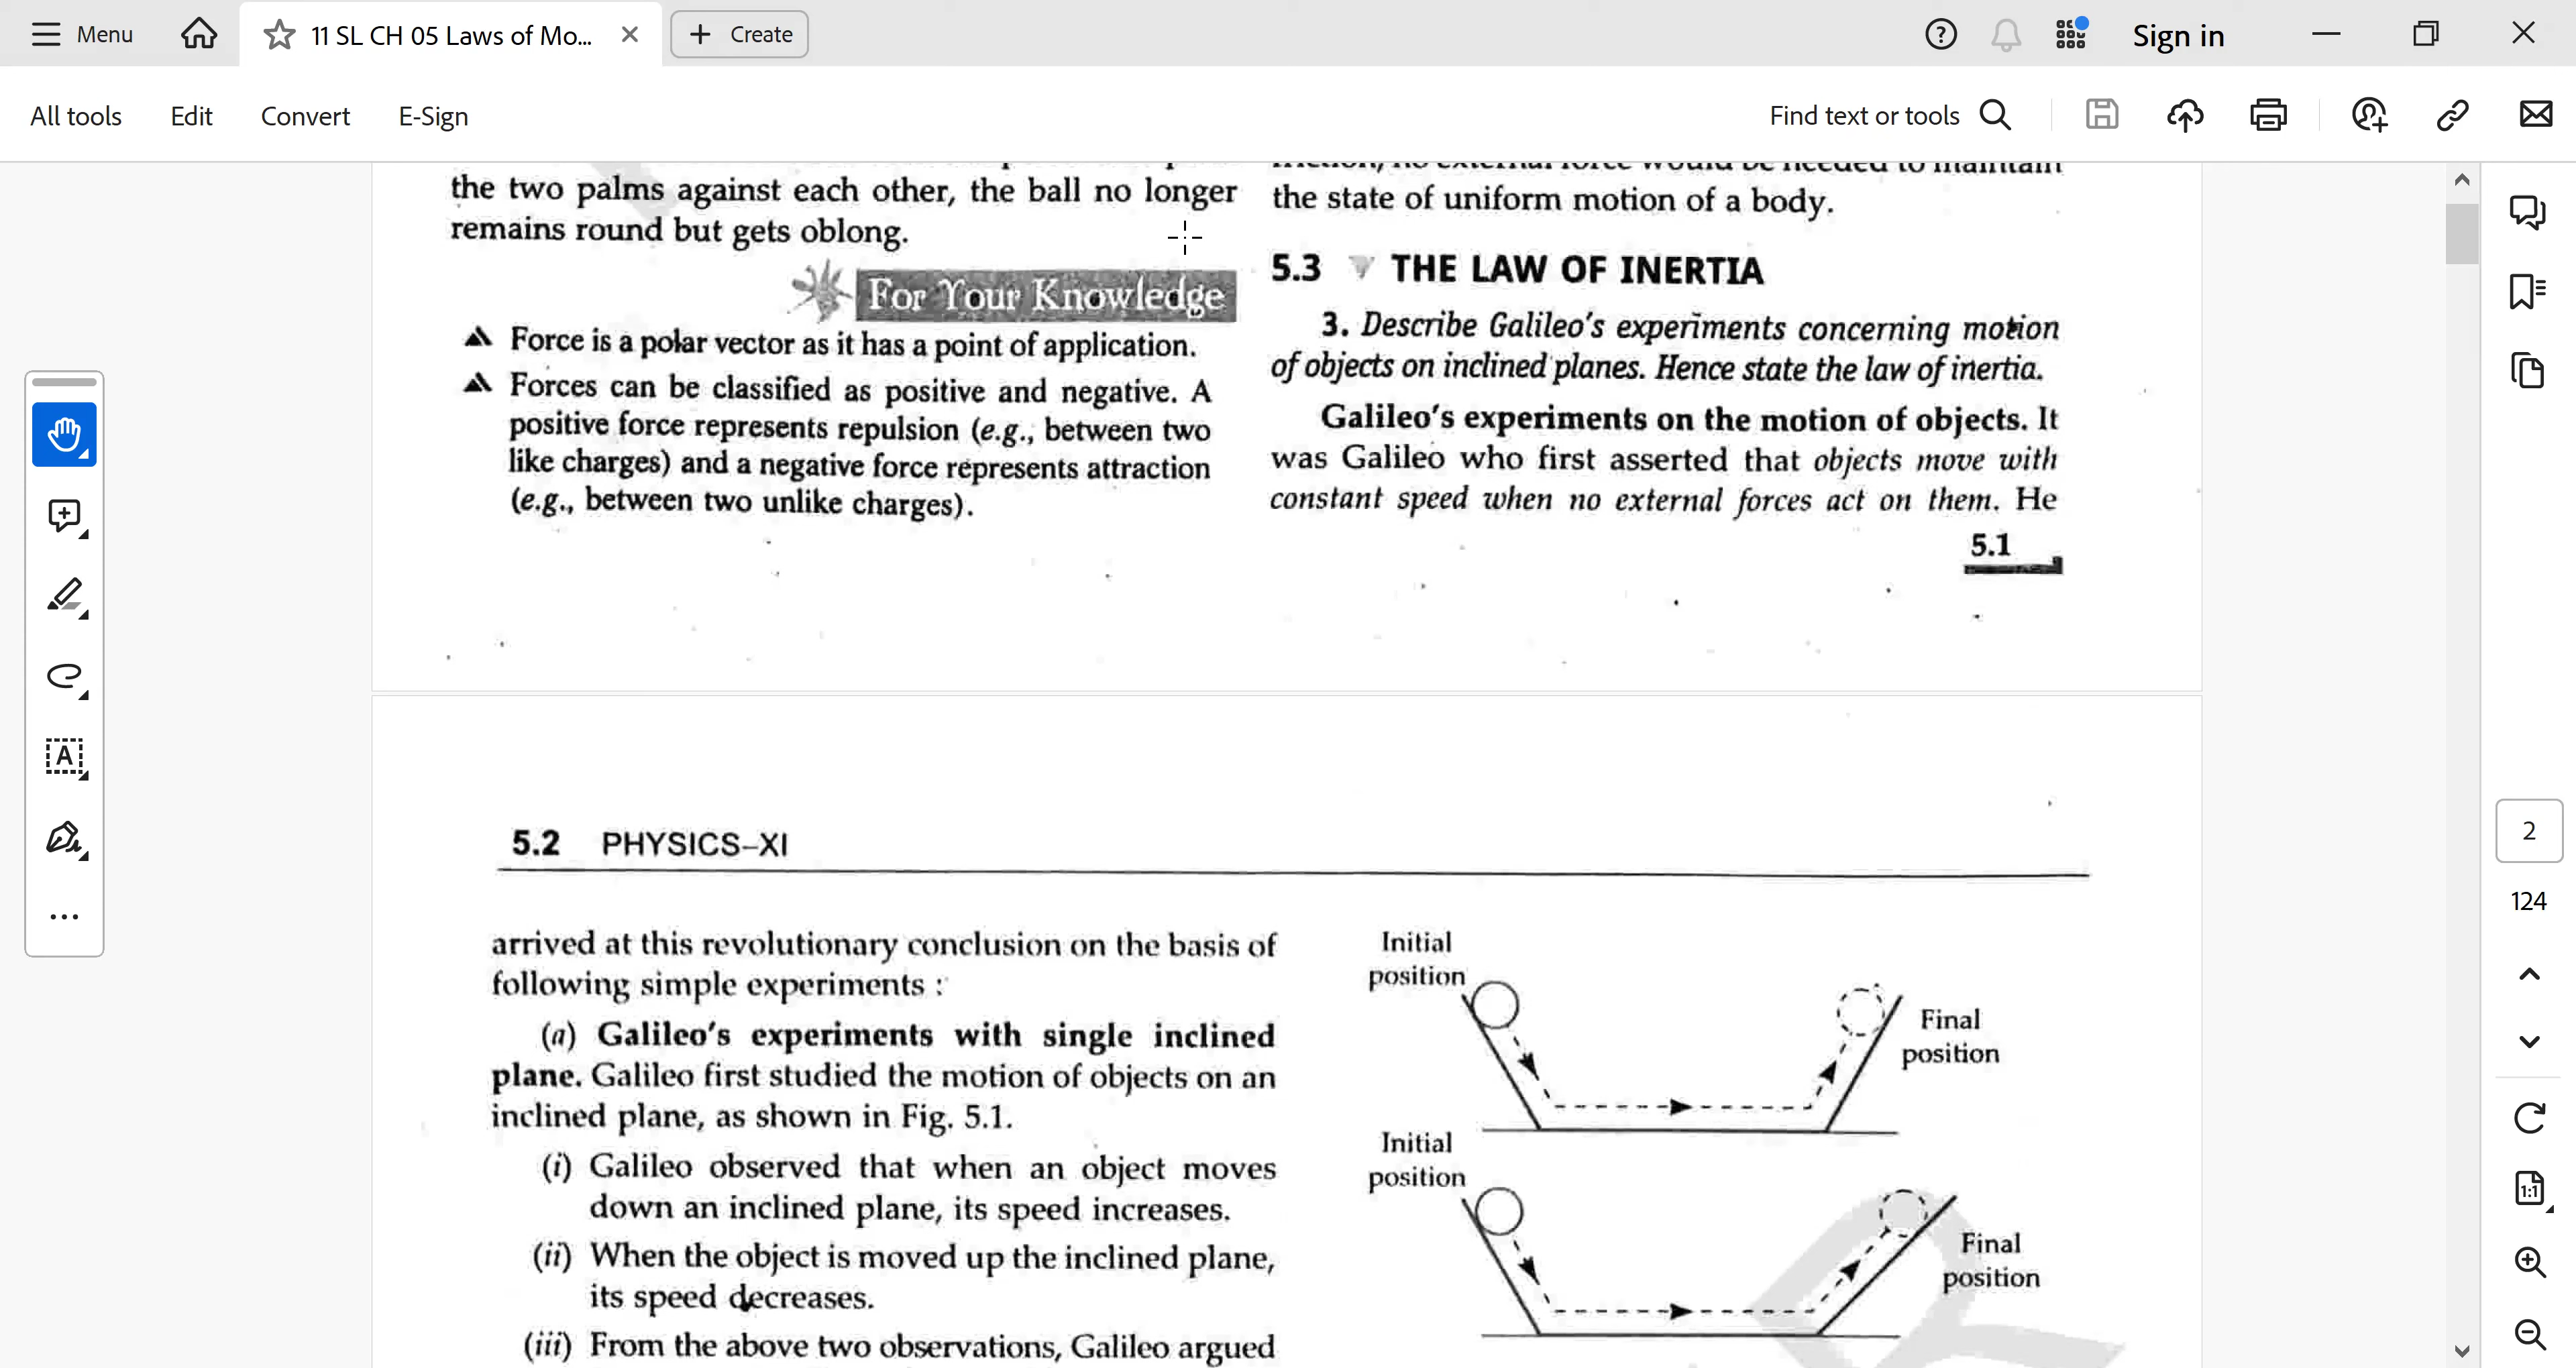 Menu
11 SL CH 05 Laws of Mo...
Create
Sign in
All tools
Edit
Convert
E-Sign
Find text or tools
the two palms against each other, the ball no longer
remains round but gets oblong.
For Your Knowledge
Force is a polar vector as it has a point of application.
Forces can be classified as positive and negative. A
positive force represents repulsion (e.g., between two
like charges) and a negative force represents attraction
(e.g., between two unlike charges).
friction, no external force would be needed to maintain
the state of uniform motion of a body.
5.3 THE LAW OF INERTIA
3. Describe Galileo's experiments concerning motion
of objects on inclined planes. Hence state the law of inertia.
Galileo's experiments on the motion of objects. It
was Galileo who first asserted that objects move with
constant speed when no external forces act on them. He
5.1
5.2 PHYSICS–XI
arrived at this revolutionary conclusion on the basis of
following simple experiments :
(a) Galileo's experiments with single inclined
plane. Galileo first studied the motion of objects on an
inclined plane, as shown in Fig. 5.1.
(i) Galileo observed that when an object moves
down an inclined plane, its speed increases.
(ii) When the object is moved up the inclined plane,
its speed decreases.
(iii) From the above two observations, Galileo argued
Initial
position
Final
position
Initial
position
Final
position
2
124
1:1